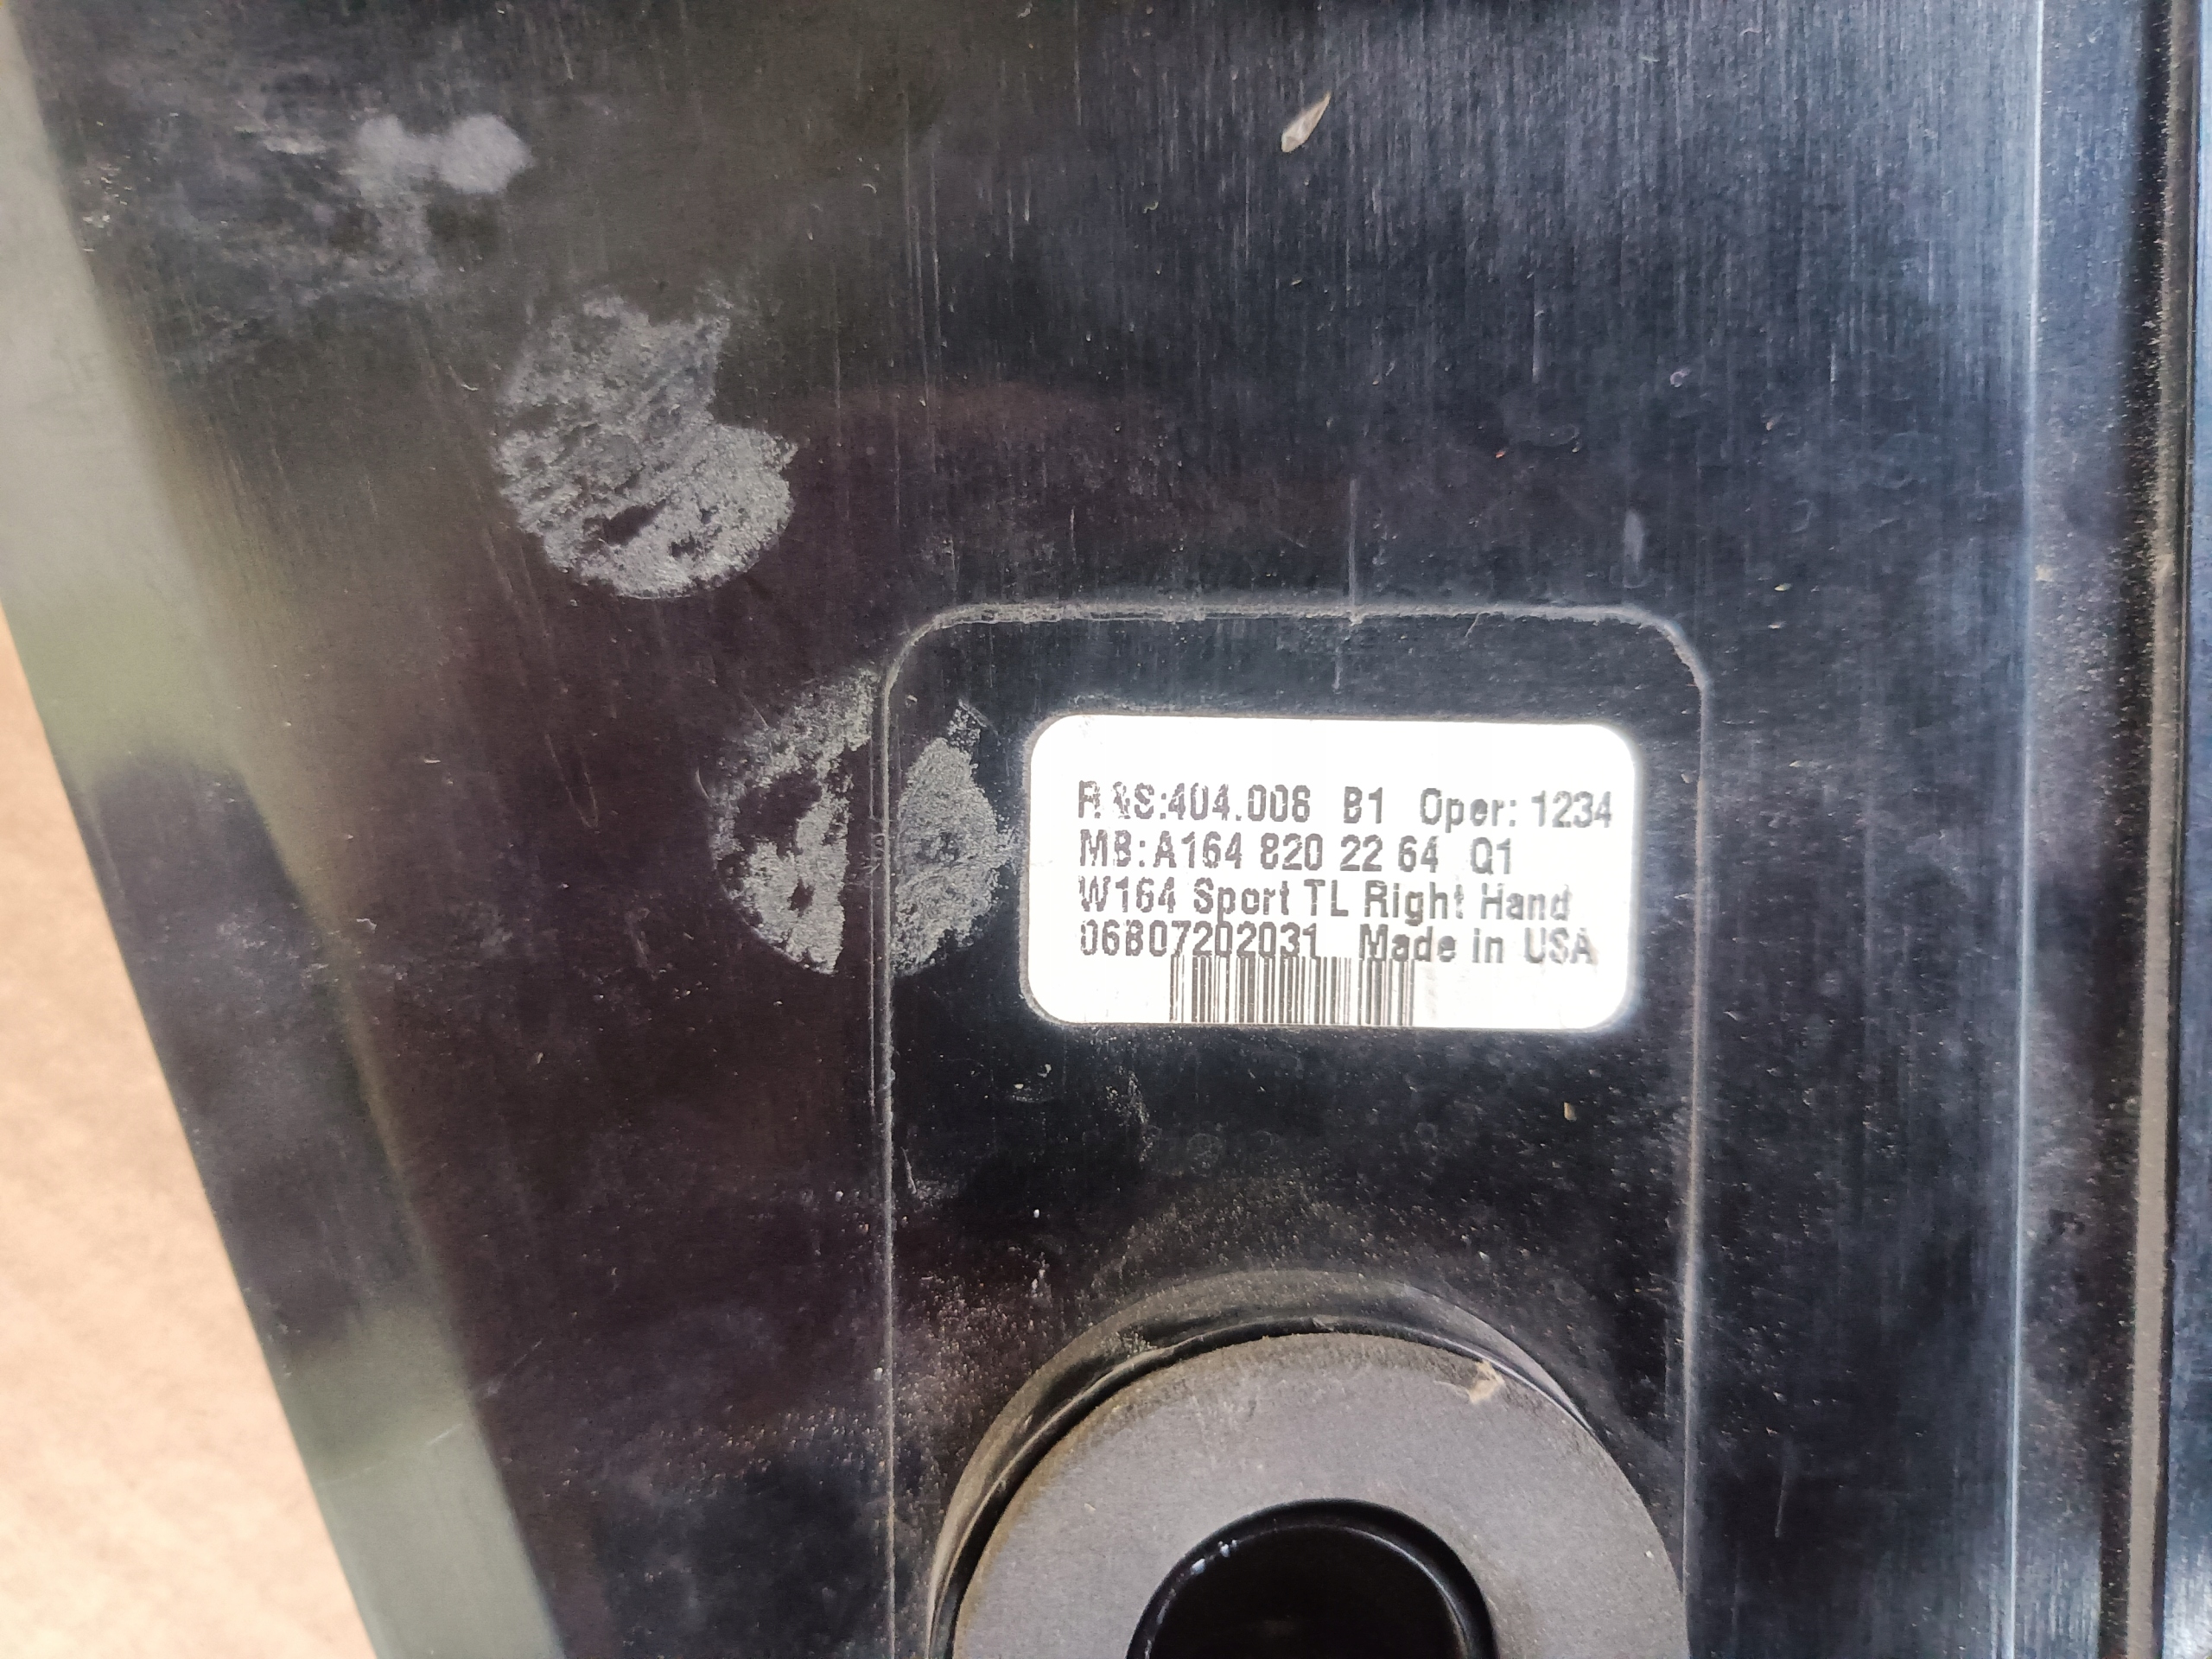 R&S:404.006 B1 Oper: 1234
MB:A164 820 22 64 Q1
W164 Sport TL Right Hand
06B07202031 Made in USA